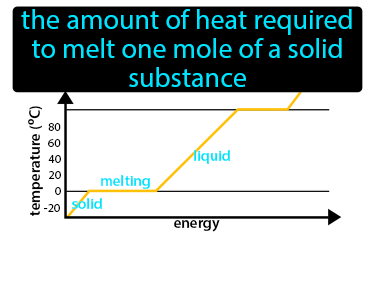 the amount of heat required
to melt one mole of a solid
substance
temperature (°C)
80
60
40
20
0
-20
melting
liquid
solid
energy